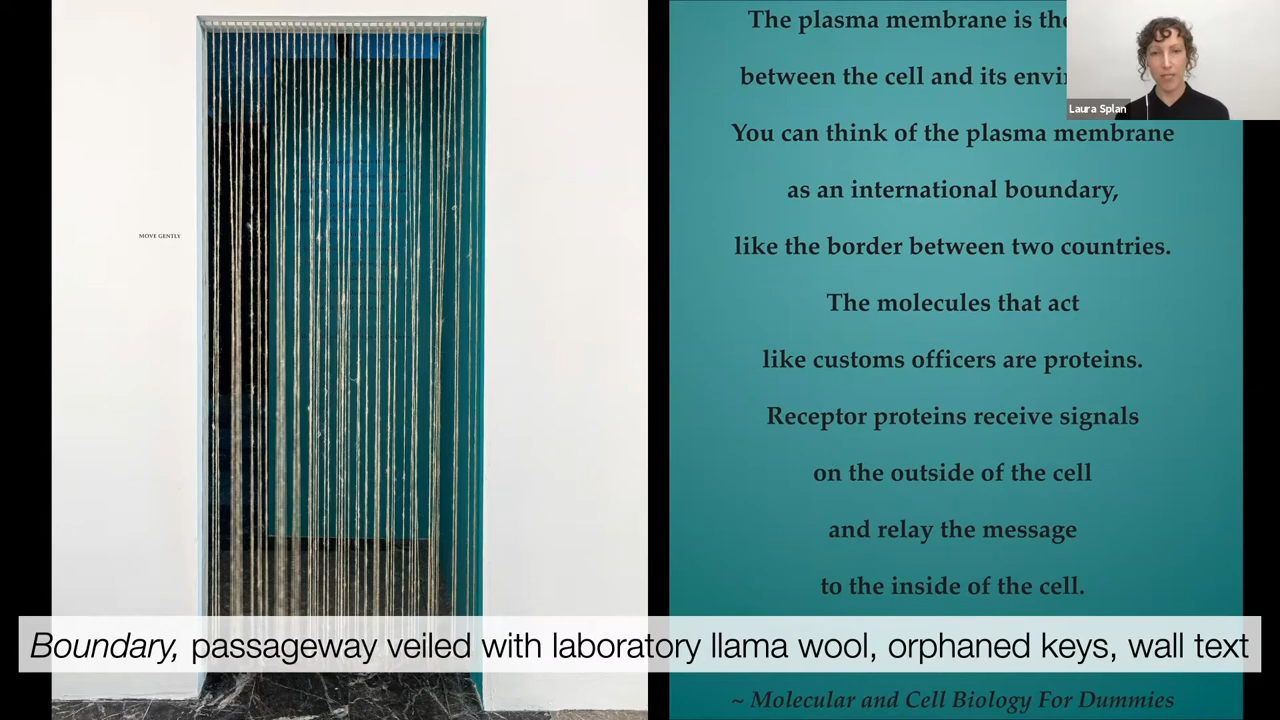 MOVE GENTLY
The plasma membrane is the
between the cell and its envi
You can think of the plasma membrane
as an international boundary,
like the border between two countries.
The molecules that act
like customs officers are proteins.
Receptor proteins receive signals
on the outside of the cell
and relay the message
to the inside of the cell.
~ Molecular and Cell Biology For Dummies
Laura Splan
Boundary, passageway veiled with laboratory llama wool, orphaned keys, wall text